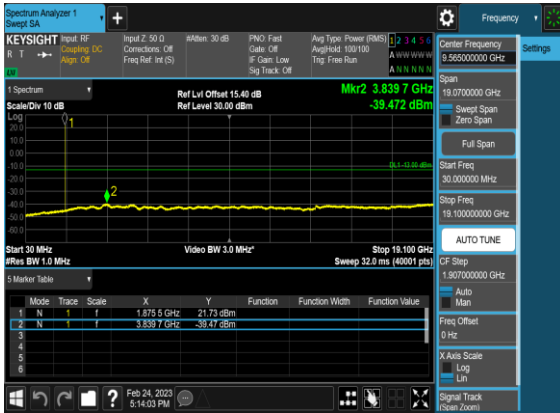 Spectrum Analyzer 1
Swept SA
+
Frequency
KEYSIGHT
R T
Input: RF
Coupling: DC
Align: Off
Input Z: 50 Ω
Corrections: Off
Freq Ref: Int (S)
#Atten: 30 dB
PNO: Fast
Gate: Off
IF Gain: Low
Sig Track: Off
Avg Type: Power (RMS)
Avg|Hold: 100/100
Trig: Free Run
1 2 3 4 5 6
A W W W W W
A N N N N N
1 Spectrum
Scale/Div 10 dB
Ref Lvl Offset 15.40 dB
Ref Level 30.00 dBm
Mkr2 3.839 7 GHz
-39.472 dBm
Log
20.0
10.0
0.00
-10.0
-20.0
-30.0
-40.0
-50.0
-60.0
1
2
DL1 -13.00 dBm
Start 30 MHz
#Res BW 1.0 MHz
Video BW 3.0 MHz*
Stop 19.100 GHz
Sweep 32.0 ms (40001 pts)
5 Marker Table
Mode Trace Scale X Y Function Function Width Function Value
1 N 1 f 1.875 5 GHz 21.73 dBm
2 N 1 f 3.839 7 GHz -39.47 dBm
3
4
5
6
Feb 24, 2023
5:14:03 PM
Center Frequency
9.565000000 GHz
Settings
Span
19.0700000 GHz
Swept Span
Zero Span
Full Span
Start Freq
30.000000 MHz
Stop Freq
19.100000000 GHz
AUTO TUNE
CF Step
1.907000000 GHz
Auto
Man
Freq Offset
0 Hz
X Axis Scale
Log
Lin
Signal Track
(Span Zoom)